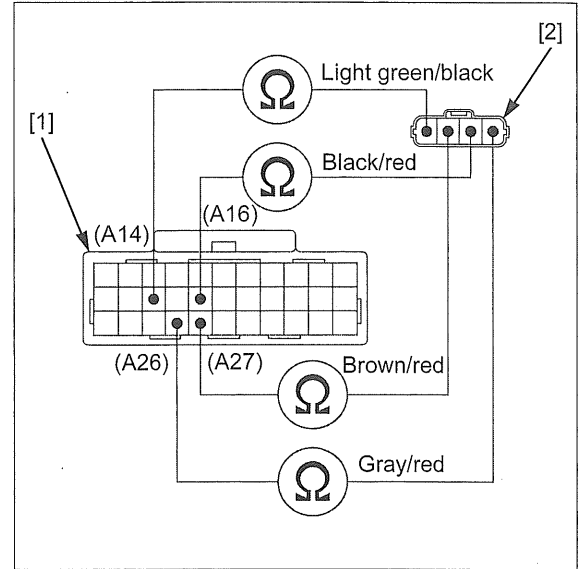 [2]
Light green/black
[1]
Ω
Black/red
Ω
(A16)
(A14)
(A26)
(A27)
Brown/red
Ω
Gray/red
Ω